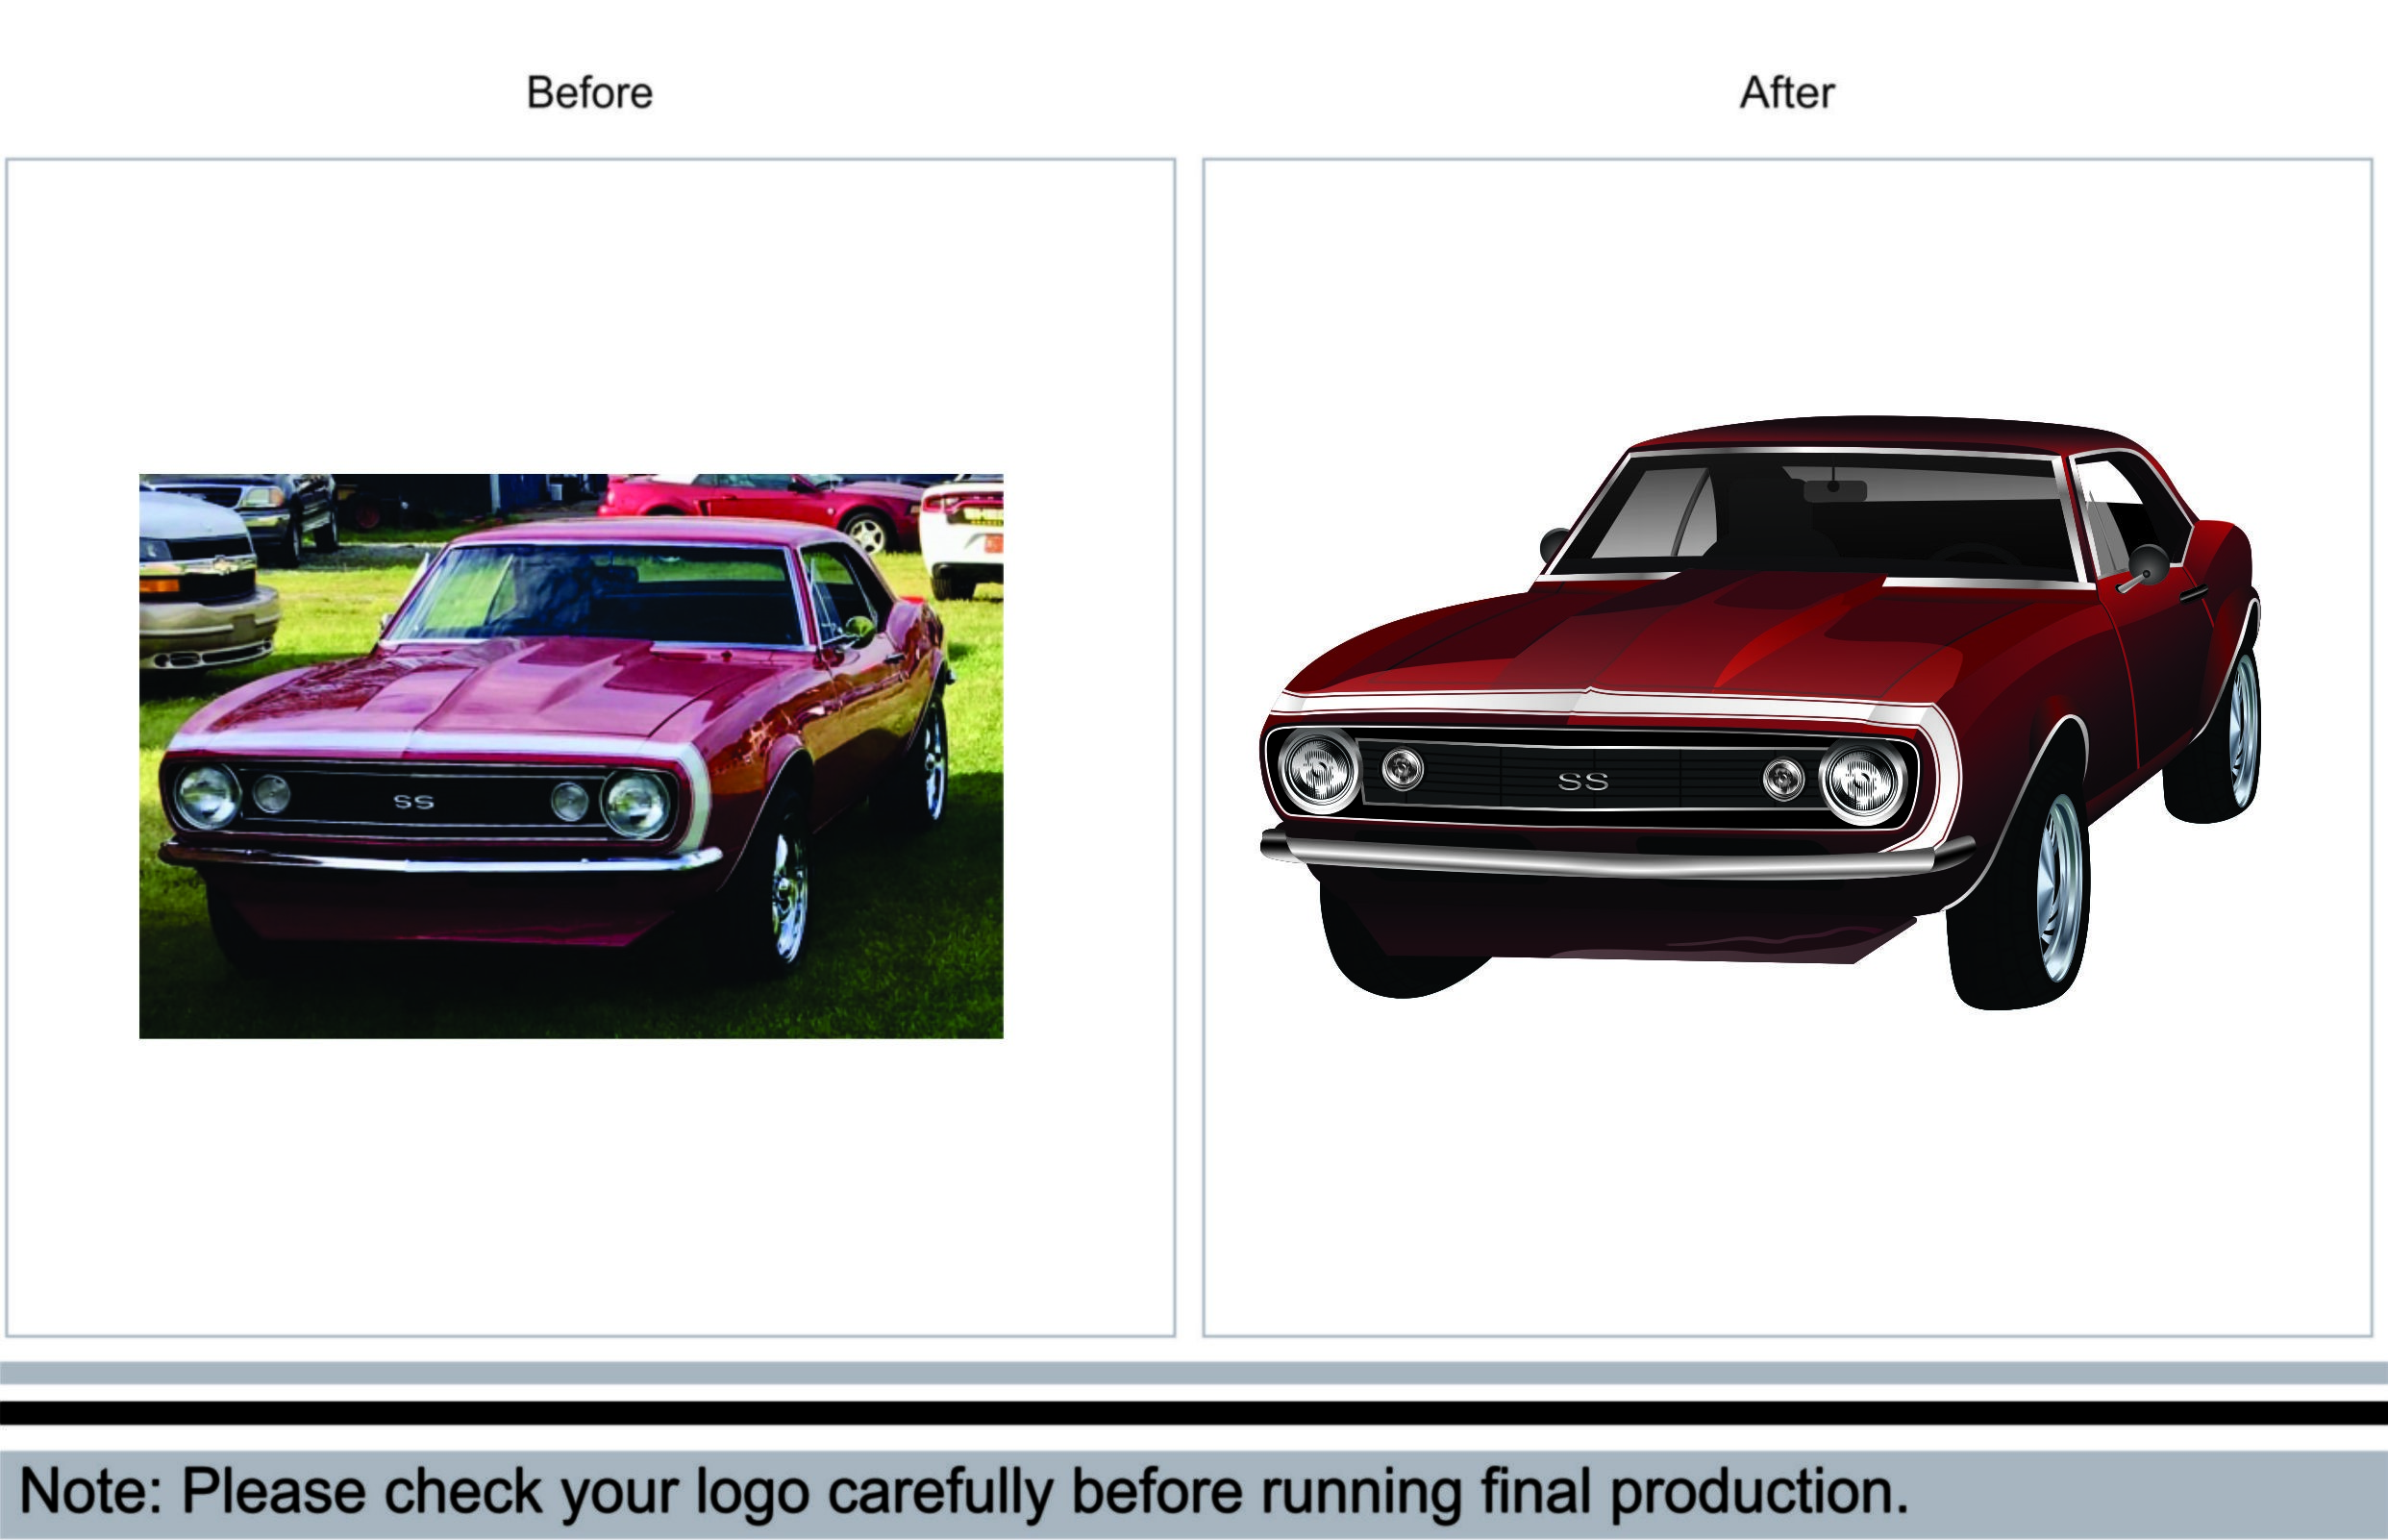 Before
After
SS
SS
Note: Please check your logo carefully before running final production.